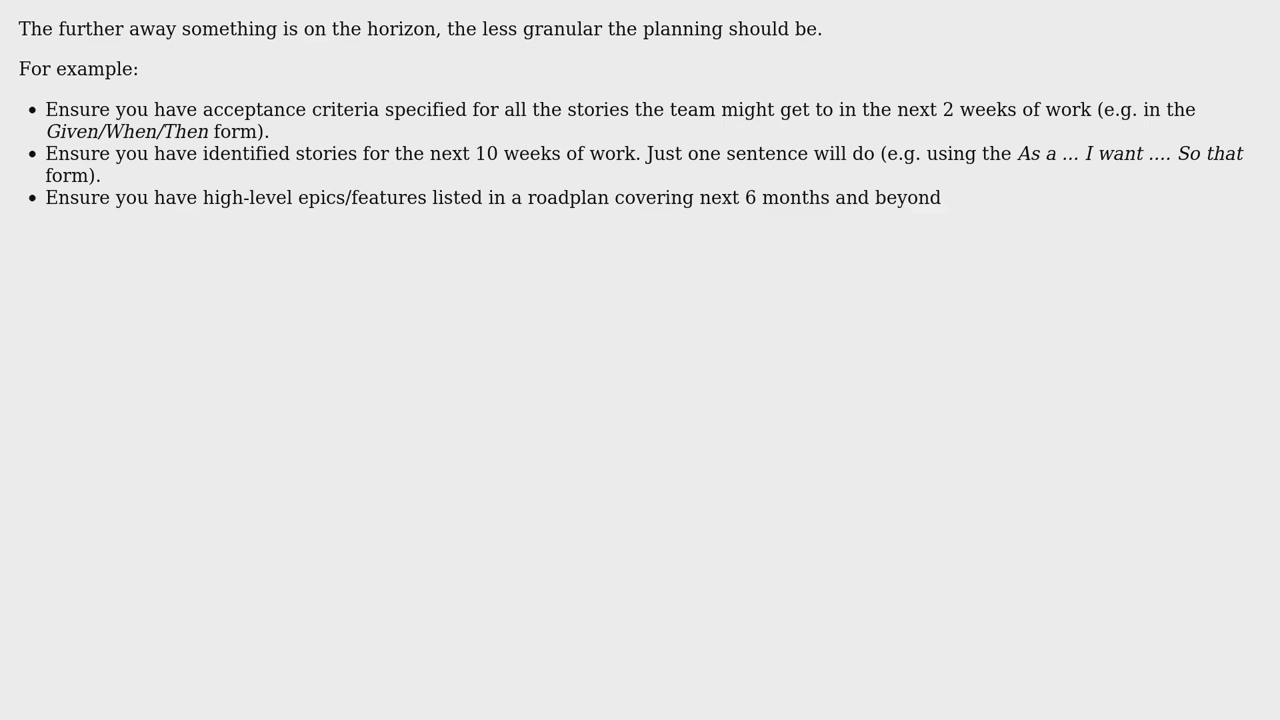 The further away something is on the horizon, the less granular the planning should be.
For example:
• Ensure you have acceptance criteria specified for all the stories the team might get to in the next 2 weeks of work (e.g. in the
Given/When/Then form).
• Ensure you have identified stories for the next 10 weeks of work. Just one sentence will do (e.g. using the As a ... I want .... So that
form).
• Ensure you have high-level epics/features listed in a roadplan covering next 6 months and beyond